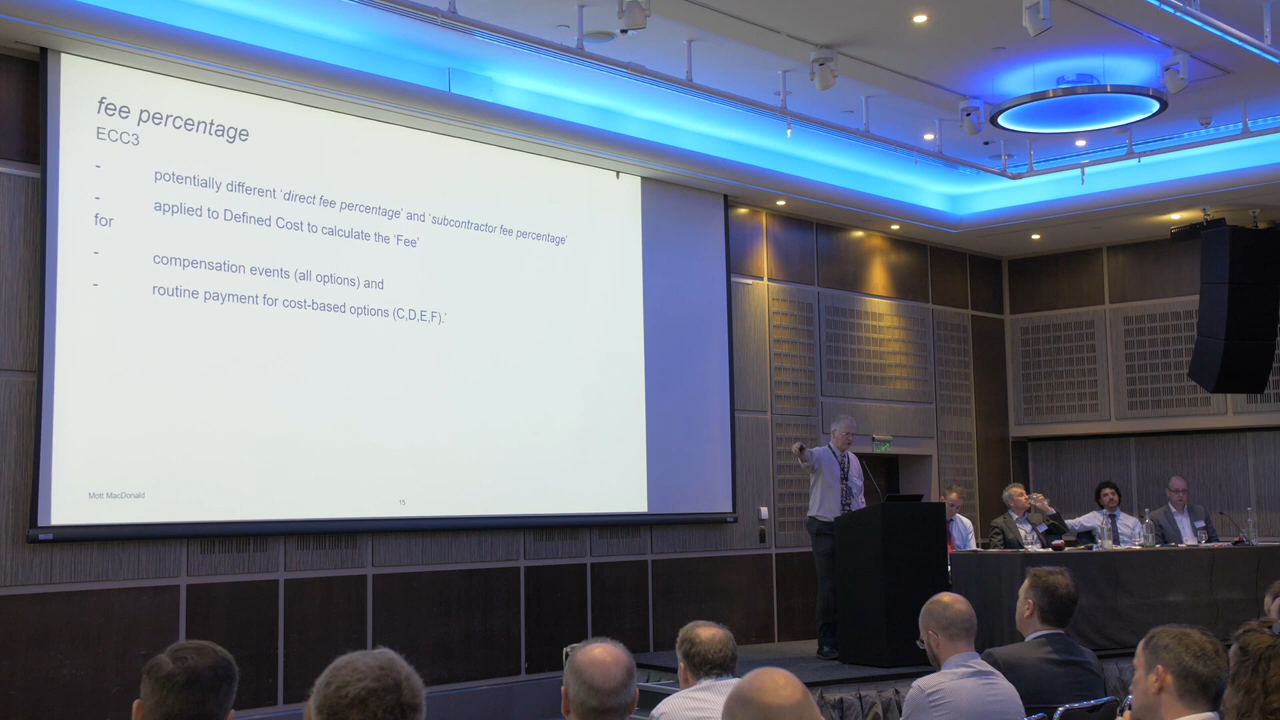 fee percentage
ECC3
- potentially different ‘direct fee percentage’ and ‘subcontractor fee percentage’
- applied to Defined Cost to calculate the ‘Fee’
for
- compensation events (all options) and
- routine payment for cost-based options (C,D,E,F).’
Mott MacDonald
15